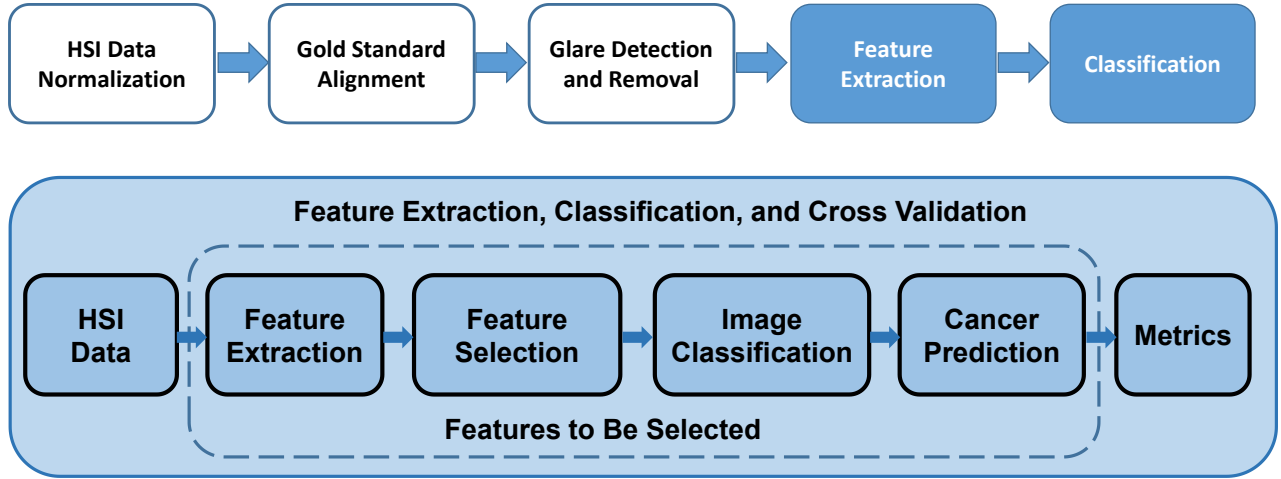 HSI Data
Normalization
Gold Standard
Alignment
Glare Detection
and Removal
Feature
Extraction
Classification
Feature Extraction, Classification, and Cross Validation
HSI
Data
Feature
Extraction
Feature
Selection
Image
Classification
Cancer
Prediction
Metrics
Features to Be Selected